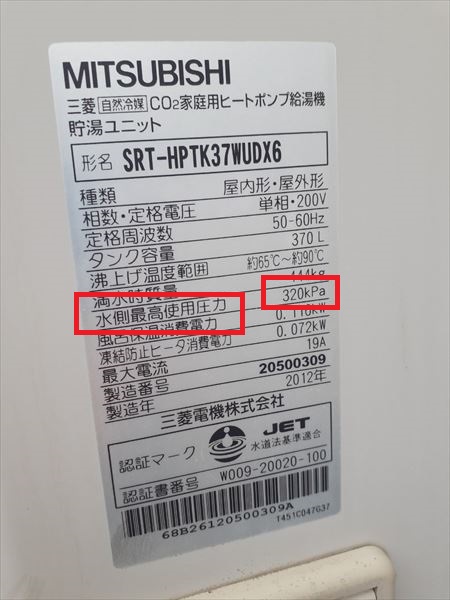 MITSUBISHI
三菱 自然冷媒 CO₂家庭用ヒートポンプ給湯機
貯湯ユニット
形名 SRT-HPTK37WUDX6
種類 屋内形・屋外形
相数・定格電圧 単相・200V
定格周波数 50-60Hz
タンク容量 370L
沸上げ温度範囲 約65℃～約90℃
満水時質量 444kg
水側最高使用圧力 320kPa
風呂保温消費電力 0.110kW
凍結防止ヒータ消費電力 0.072kW
最大電流 19A
製造番号 20500309
製造年 2012年
三菱電機株式会社
認証マーク JET 水道法基準適合
認証書番号 W009-20020-100
68B26120500309A
T451C047G37